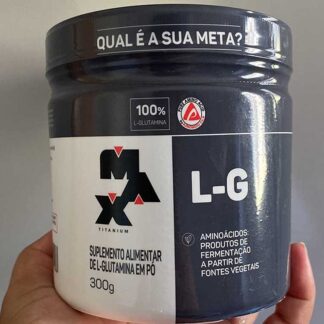 QUAL É A SUA META?
100%
L-GLUTAMINA
MAX
TITANIUM
L-G
SUPLEMENTO ALIMENTAR
DE L-GLUTAMINA EM PÓ
300g
AMINOÁCIDOS:
PRODUTOS DE
FERMENTAÇÃO
A PARTIR DE
FONTES VEGETAIS